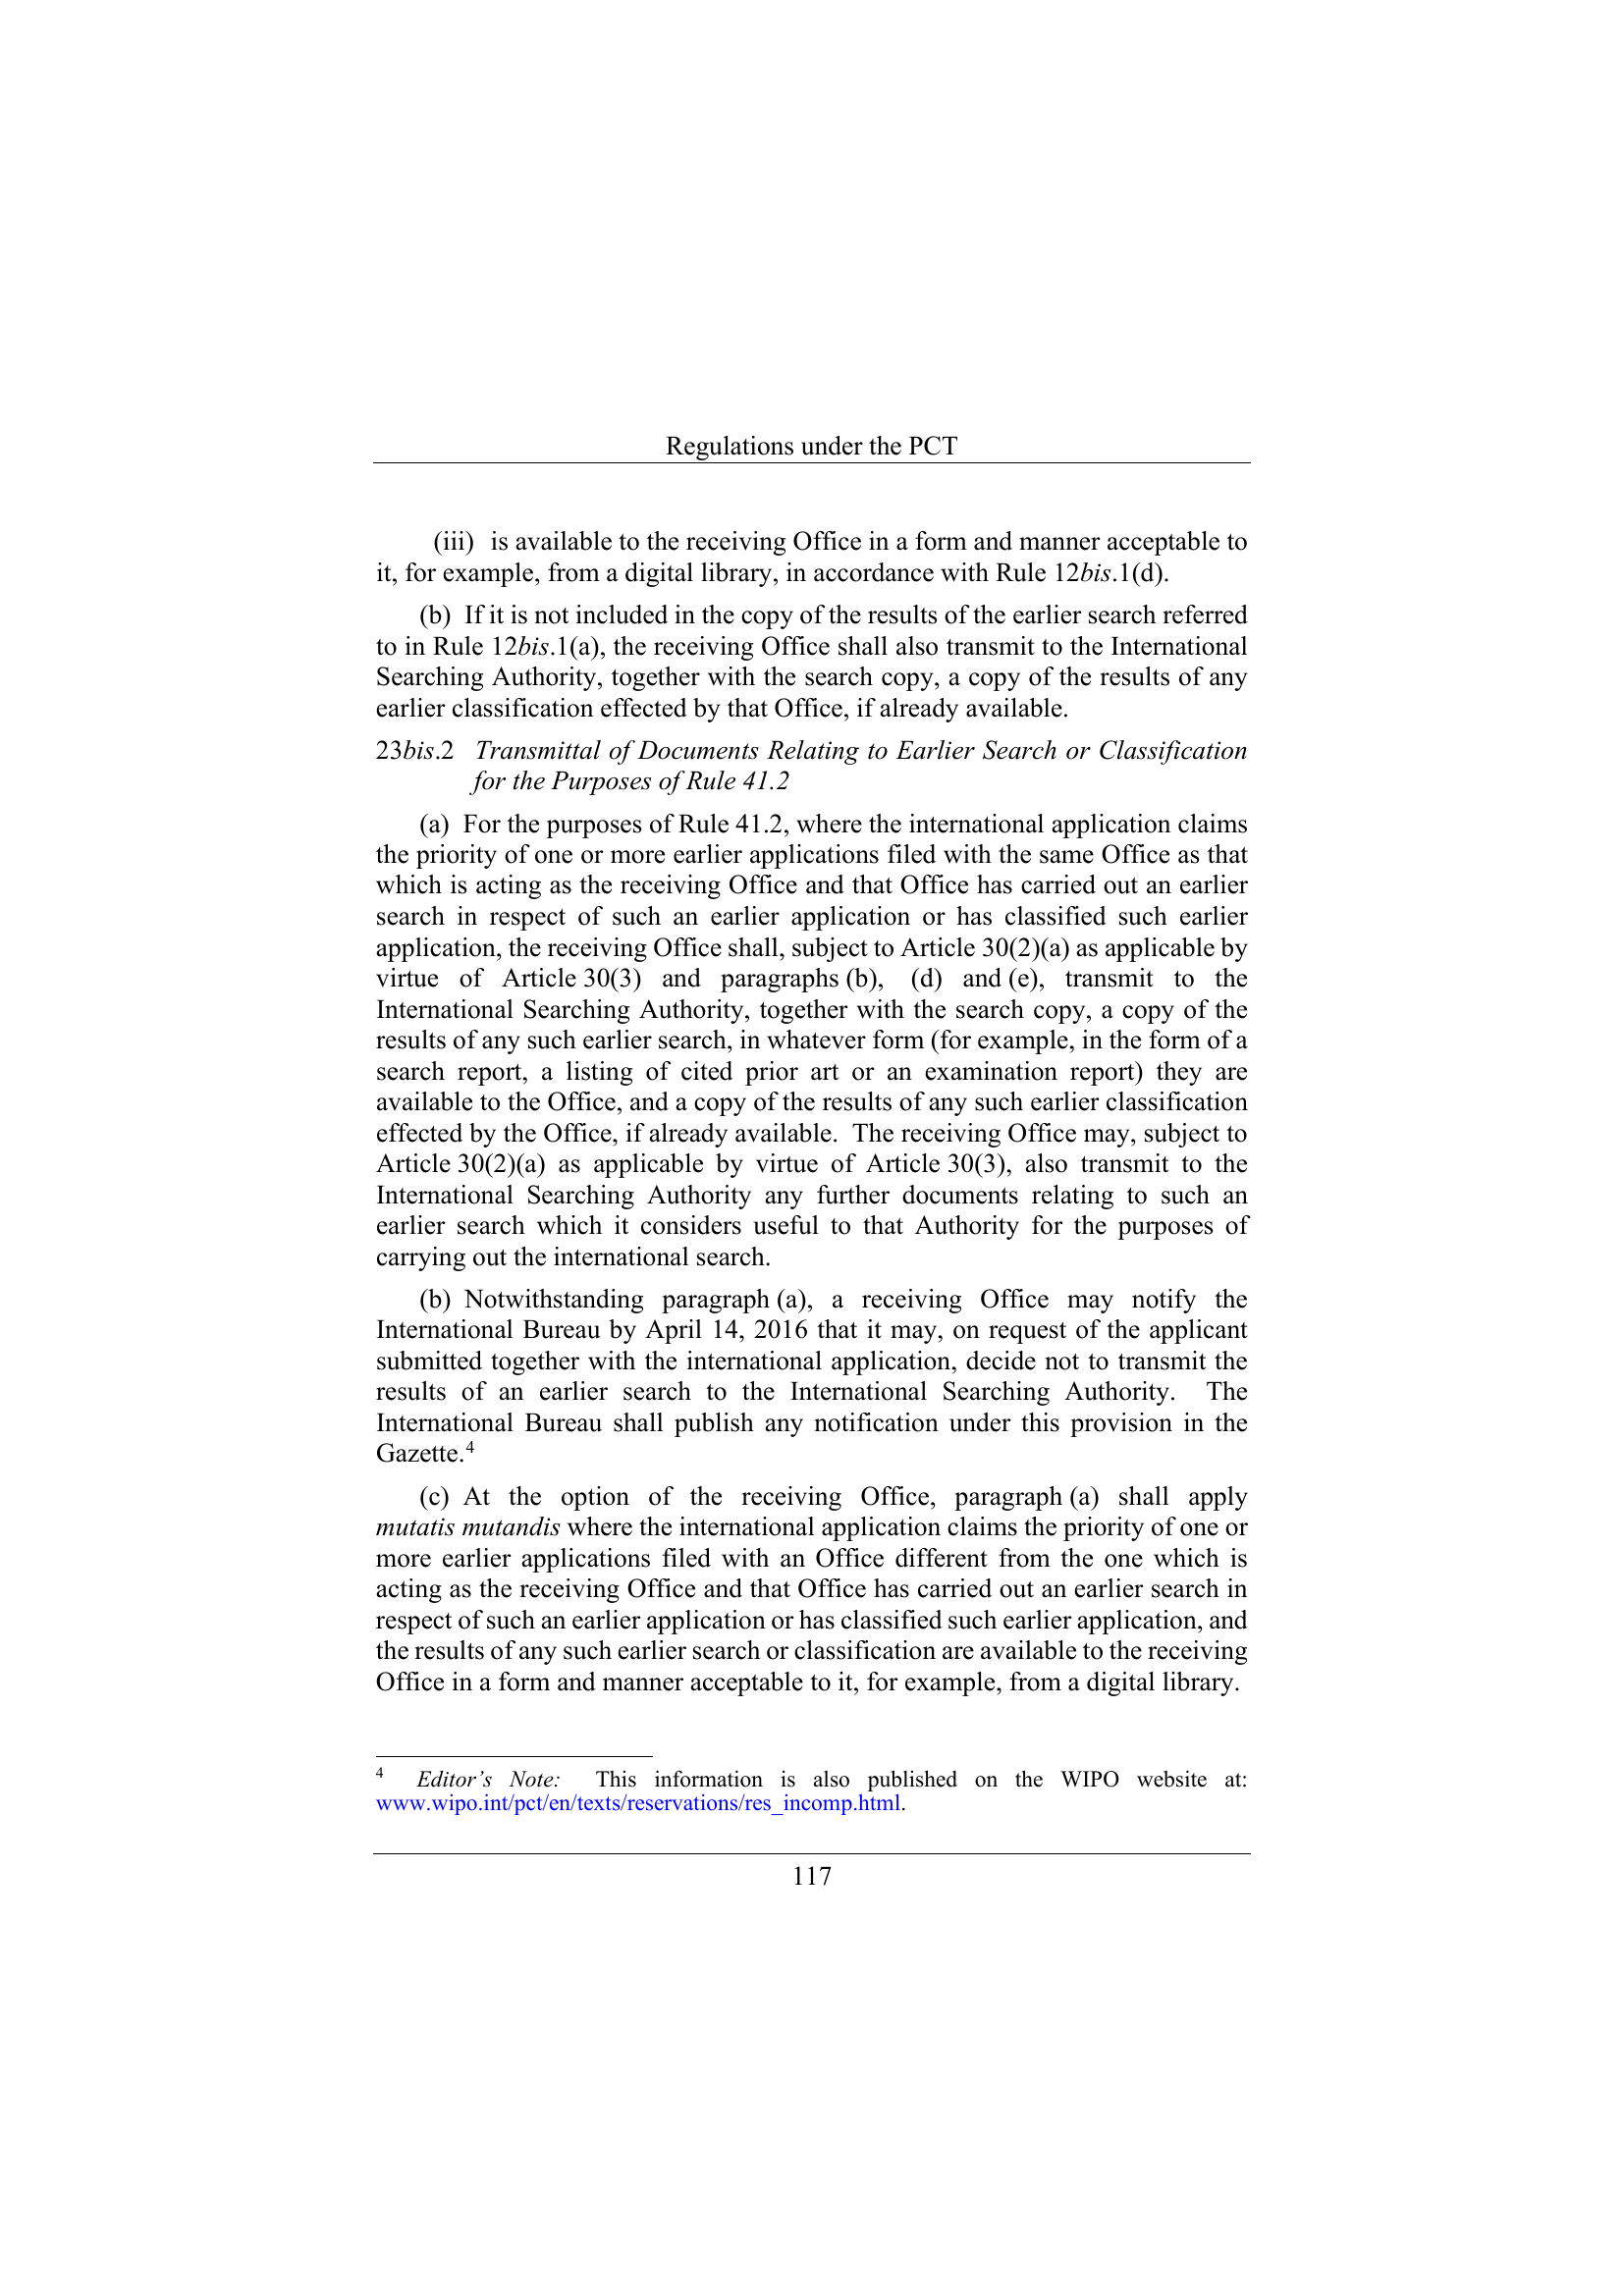 Regulations under the PCT
(iii) is available to the receiving Office in a form and manner acceptable to
it, for example, from a digital library, in accordance with Rule 12bis.1(d).
(b) If it is not included in the copy of the results of the earlier search referred
to in Rule 12bis.1(a), the receiving Office shall also transmit to the International
Searching Authority, together with the search copy, a copy of the results of any
earlier classification effected by that Office, if already available.
23bis.2 Transmittal of Documents Relating to Earlier Search or Classification
for the Purposes of Rule 41.2
(a) For the purposes of Rule 41.2, where the international application claims
the priority of one or more earlier applications filed with the same Office as that
which is acting as the receiving Office and that Office has carried out an earlier
search in respect of such an earlier application or has classified such earlier
application, the receiving Office shall, subject to Article 30(2)(a) as applicable by
virtue of Article 30(3) and paragraphs (b), (d) and (e), transmit to the
International Searching Authority, together with the search copy, a copy of the
results of any such earlier search, in whatever form (for example, in the form of a
search report, a listing of cited prior art or an examination report) they are
available to the Office, and a copy of the results of any such earlier classification
effected by the Office, if already available. The receiving Office may, subject to
Article 30(2)(a) as applicable by virtue of Article 30(3), also transmit to the
International Searching Authority any further documents relating to such an
earlier search which it considers useful to that Authority for the purposes of
carrying out the international search.
(b) Notwithstanding paragraph (a), a receiving Office may notify the
International Bureau by April 14, 2016 that it may, on request of the applicant
submitted together with the international application, decide not to transmit the
results of an earlier search to the International Searching Authority. The
International Bureau shall publish any notification under this provision in the
Gazette.4
(c) At the option of the receiving Office, paragraph (a) shall apply
mutatis mutandis where the international application claims the priority of one or
more earlier applications filed with an Office different from the one which is
acting as the receiving Office and that Office has carried out an earlier search in
respect of such an earlier application or has classified such earlier application, and
the results of any such earlier search or classification are available to the receiving
Office in a form and manner acceptable to it, for example, from a digital library.
4 Editor's Note: This information is also published on the WIPO website at:
www.wipo.int/pct/en/texts/reservations/res_incomp.html.
117